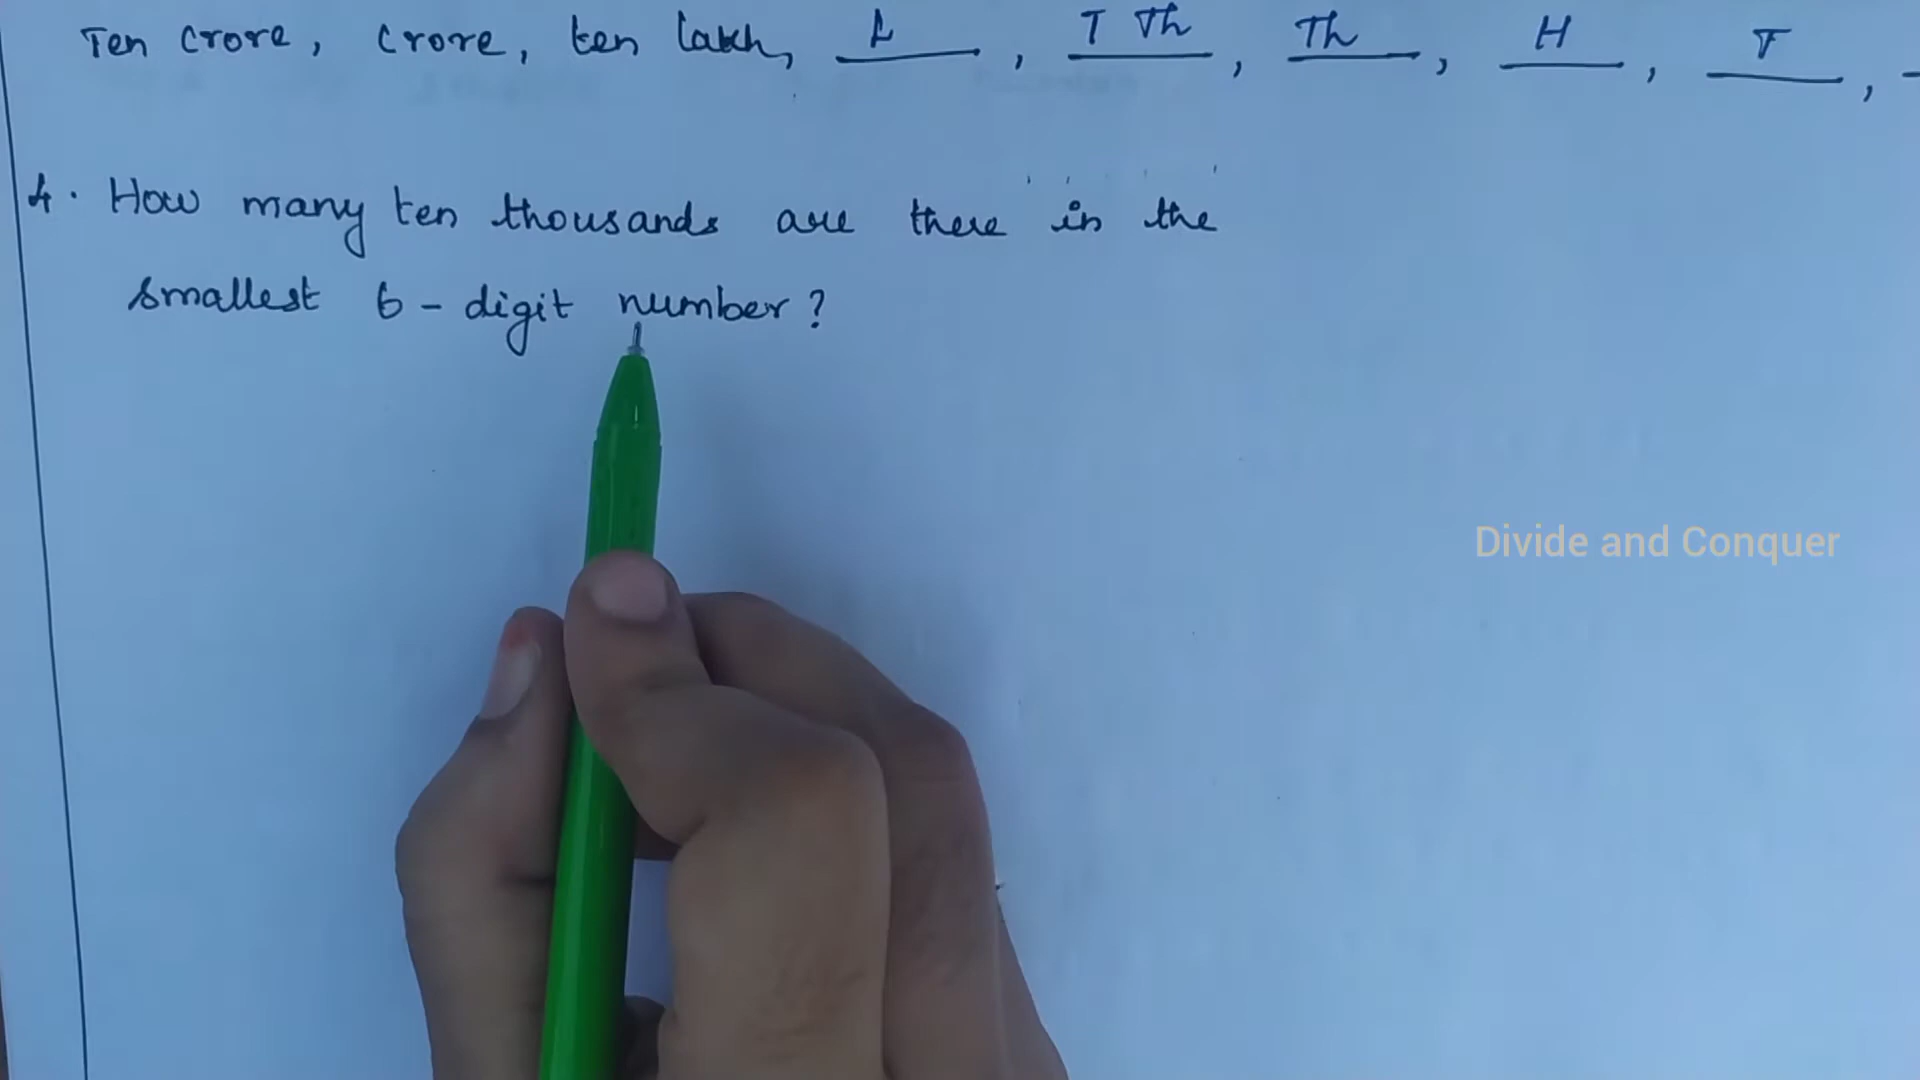 Ten crore, crore, ten lakh, L, T Th, Th, H, T,
4. How many ten thousands are there in the
smallest 6-digit number?
Divide and Conquer